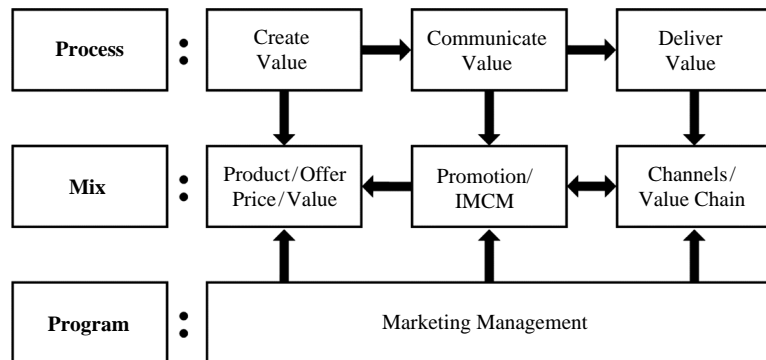 Process
:
Create
Value
Communicate
Value
Deliver
Value
Mix
:
Product/Offer
Price/Value
Promotion/
IMCM
Channels/
Value Chain
Program
:
Marketing Management